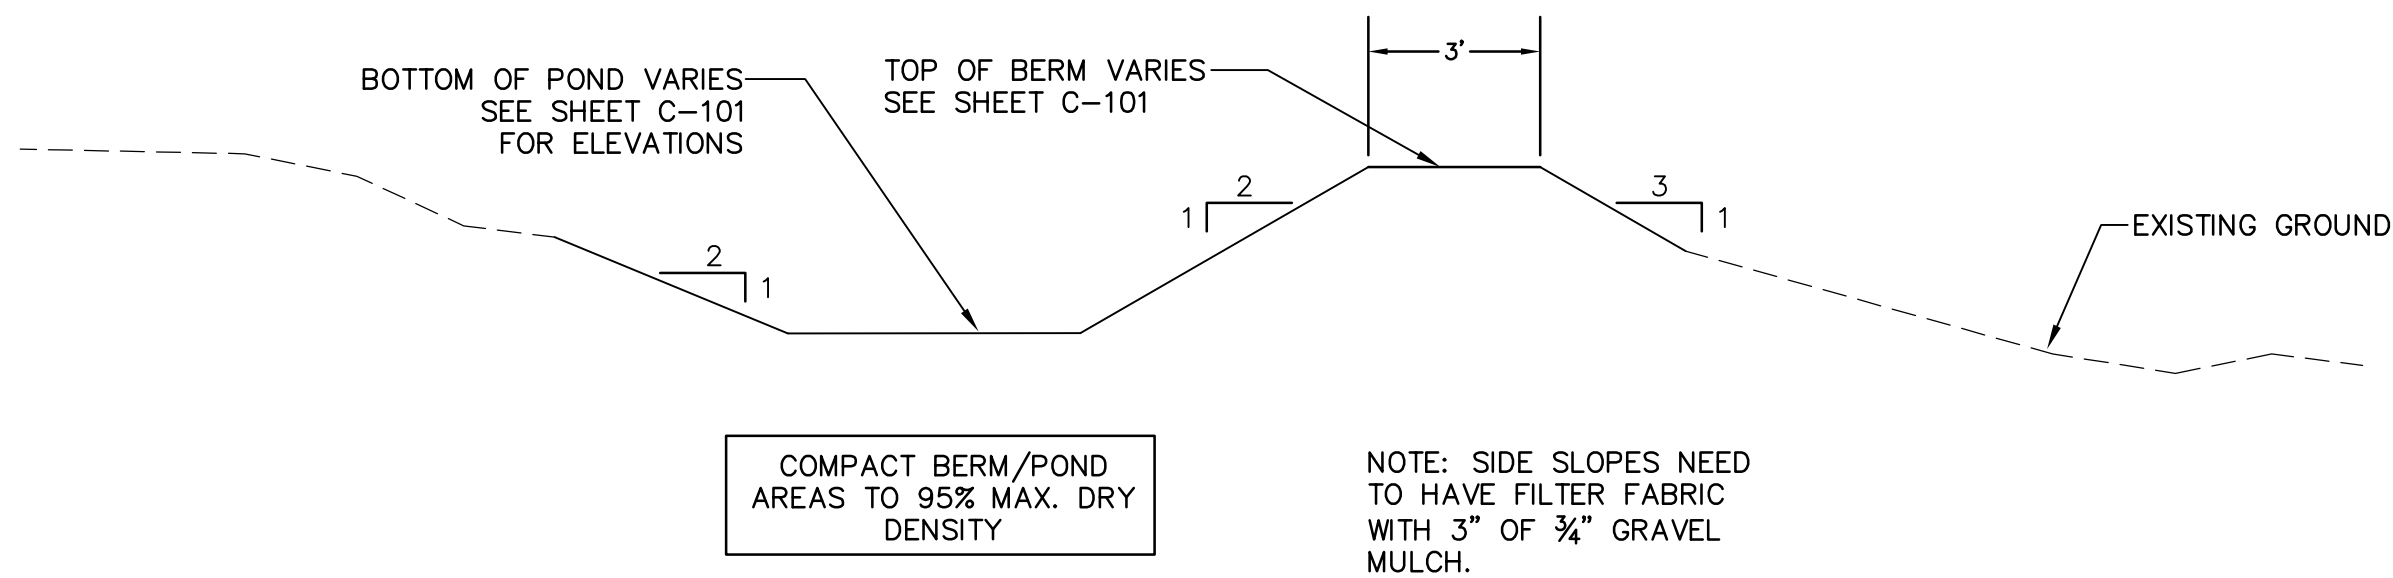 BOTTOM OF POND VARIES
SEE SHEET C-101
FOR ELEVATIONS
TOP OF BERM VARIES
SEE SHEET C-101
3'
2
1
2
1
3
1
EXISTING GROUND
COMPACT BERM/POND
AREAS TO 95% MAX. DRY
DENSITY
NOTE: SIDE SLOPES NEED
TO HAVE FILTER FABRIC
WITH 3" OF ¾" GRAVEL
MULCH.